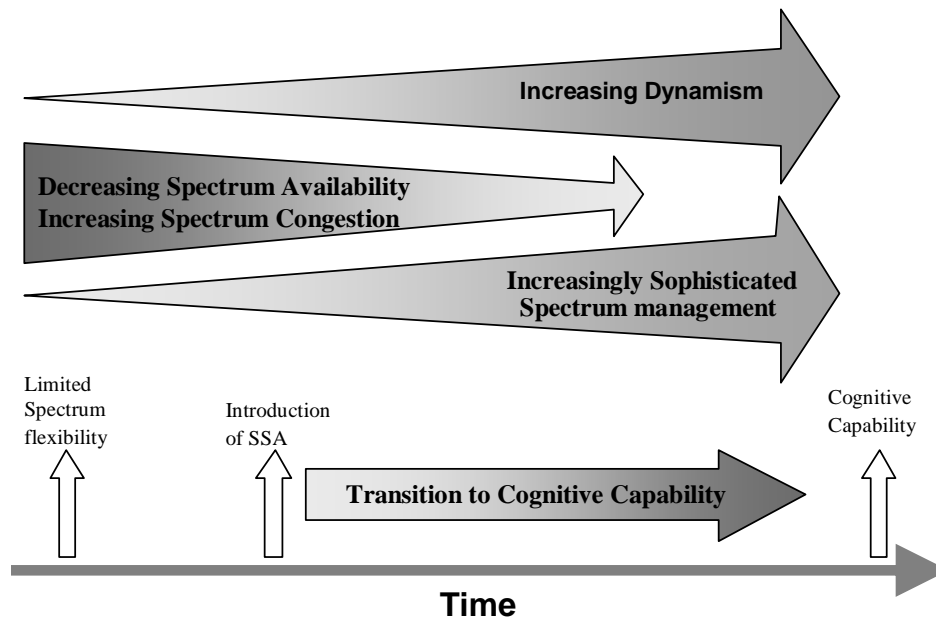 Increasing Dynamism
Decreasing Spectrum Availability
Increasing Spectrum Congestion
Increasingly Sophisticated
Spectrum management
Limited
Spectrum
flexibility
Introduction
of SSA
Cognitive
Capability
Transition to Cognitive Capability
Time